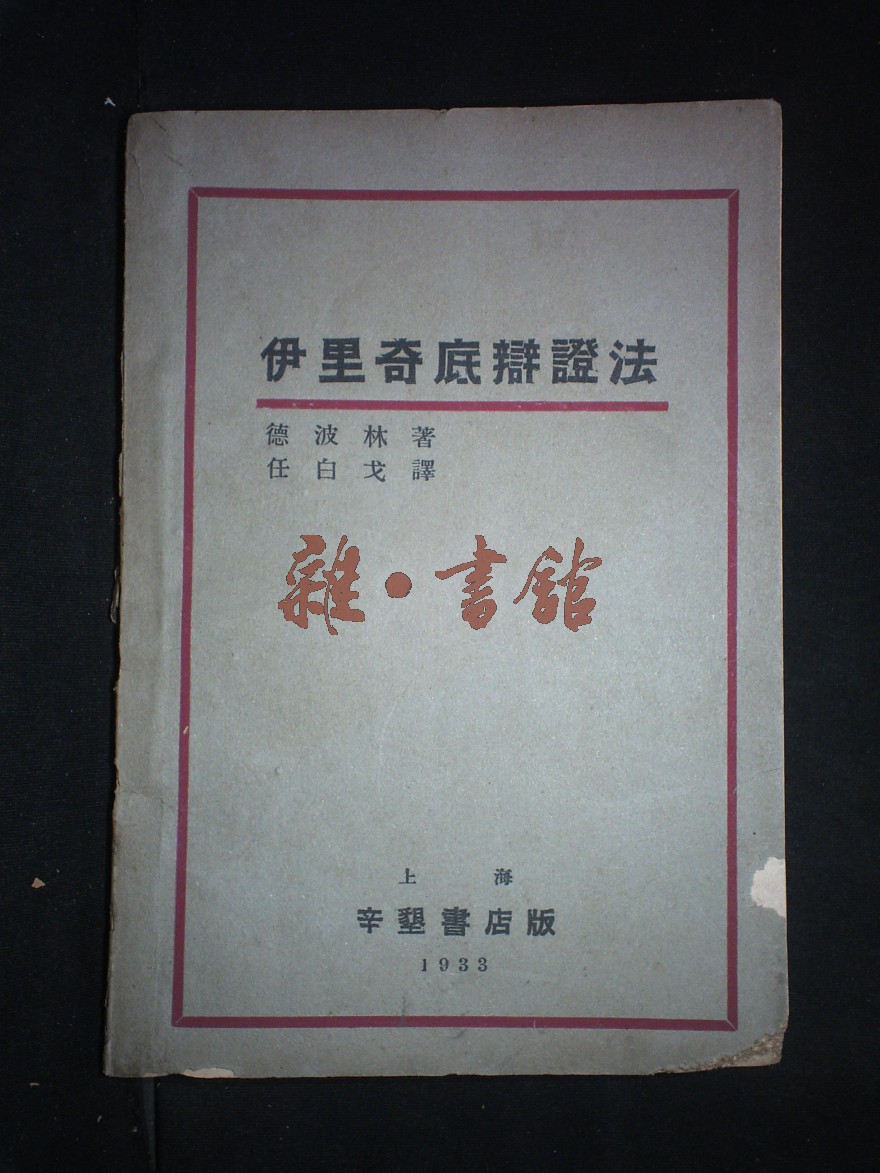 伊里奇底辯證法
德波林著
任白戈譯
雜·書館
上海
辛墾書店版
1933